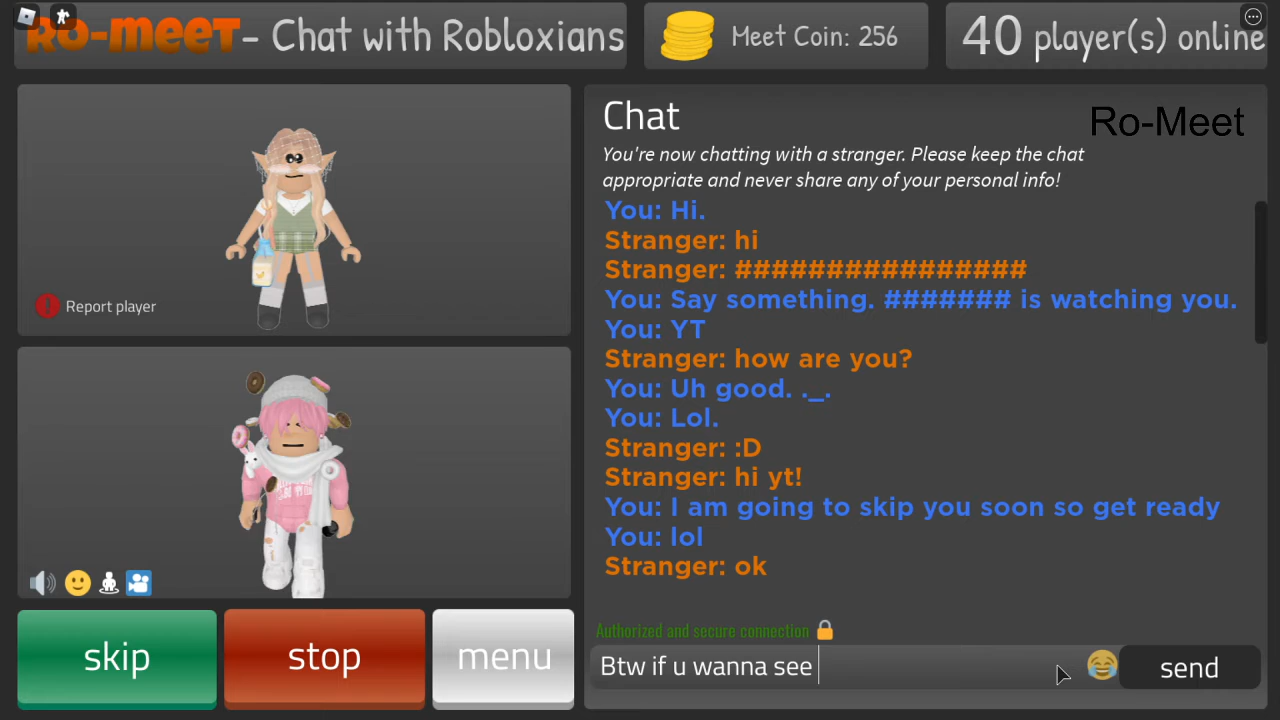 RO-MEET - Chat with Robloxians
Meet Coin: 256
40 player(s) online
Report player
skip
stop
menu
Chat
Ro-Meet
You're now chatting with a stranger. Please keep the chat
appropriate and never share any of your personal info!
You: Hi.
Stranger: hi
Stranger: ################
You: Say something. ####### is watching you.
You: YT
Stranger: how are you?
You: Uh good. ._.
You: Lol.
Stranger: :D
Stranger: hi yt!
You: I am going to skip you soon so get ready
You: lol
Stranger: ok
Authorized and secure connection
Btw if u wanna see
send